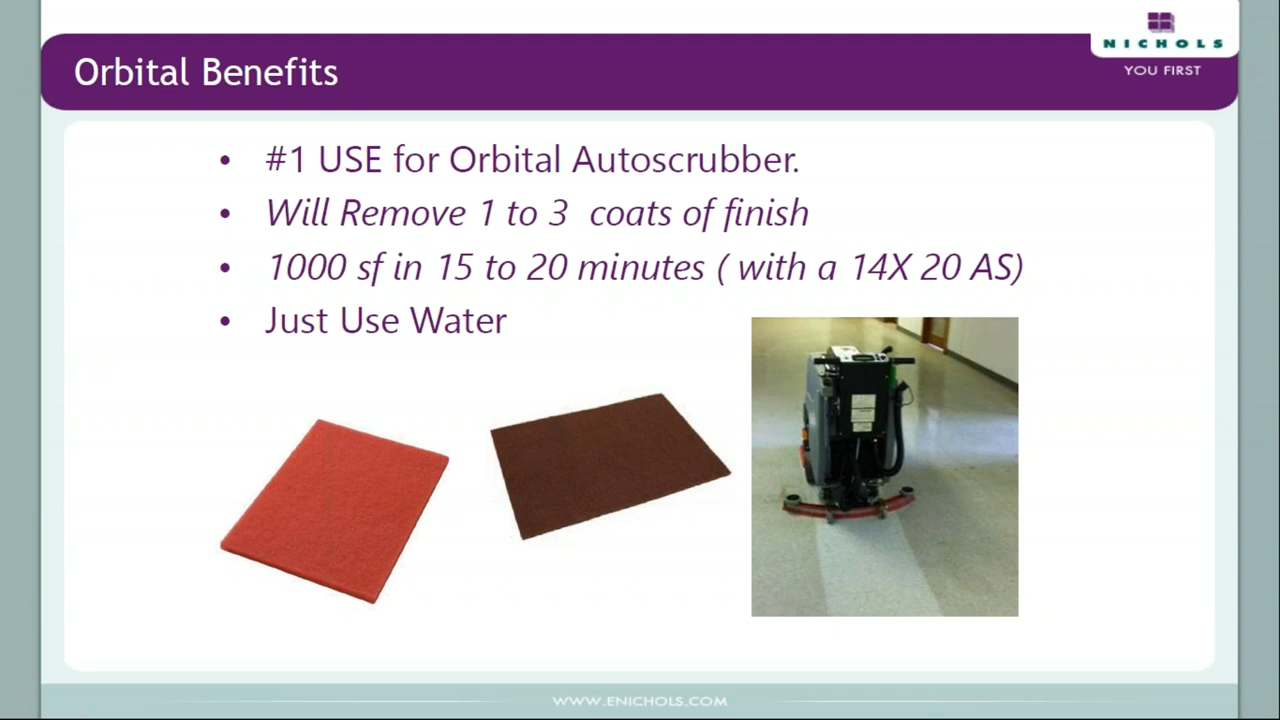 NICHOLS
YOU FIRST
Orbital Benefits
• #1 USE for Orbital Autoscrubber.
• Will Remove 1 to 3 coats of finish
• 1000 sf in 15 to 20 minutes ( with a 14X 20 AS)
• Just Use Water
WWW.ENICHOLS.COM